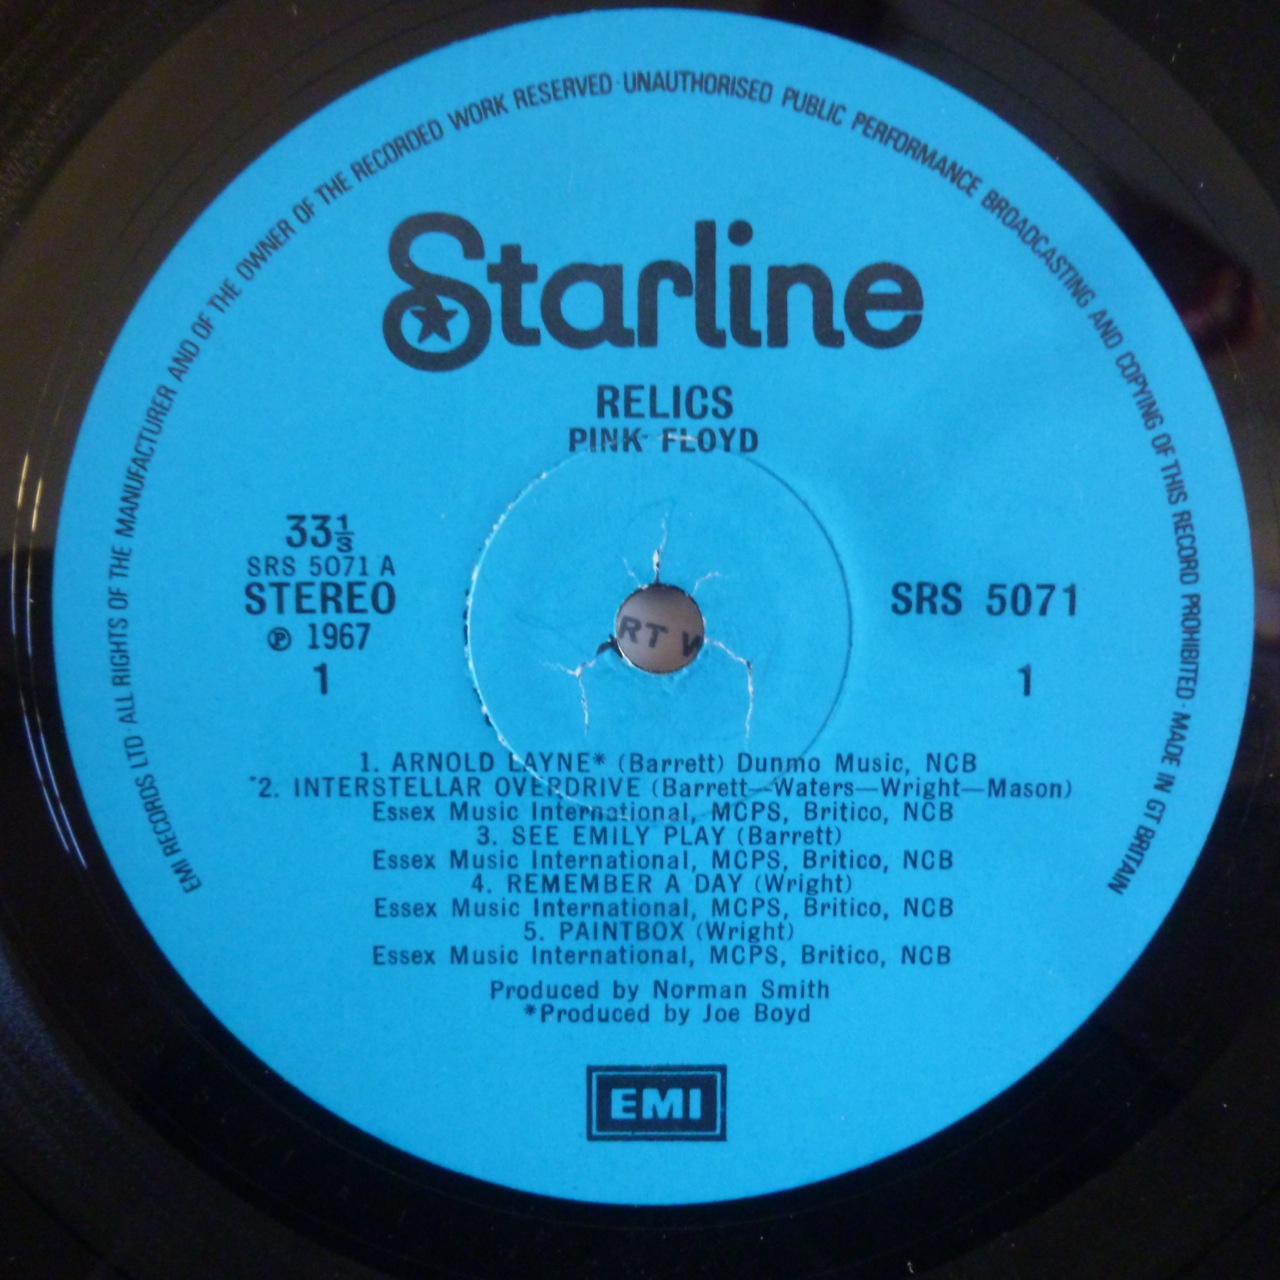 EMI RECORDS LTD · ALL RIGHTS OF THE MANUFACTURER AND OF THE OWNER OF THE RECORDED WORK RESERVED · UNAUTHORISED PUBLIC PERFORMANCE BROADCASTING AND COPYING OF THIS RECORD PROHIBITED · MADE IN GT BRITAIN
Starline
RELICS
PINK FLOYD
33⅓
SRS 5071 A
STEREO
℗ 1967
1
SRS 5071
1
RT W
1. ARNOLD LAYNE* (Barrett) Dunmo Music, NCB
2. INTERSTELLAR OVERDRIVE (Barrett—Waters—Wright—Mason)
Essex Music International, MCPS, Britico, NCB
3. SEE EMILY PLAY (Barrett)
Essex Music International, MCPS, Britico, NCB
4. REMEMBER A DAY (Wright)
Essex Music International, MCPS, Britico, NCB
5. PAINTBOX (Wright)
Essex Music International, MCPS, Britico, NCB
Produced by Norman Smith
*Produced by Joe Boyd
EMI